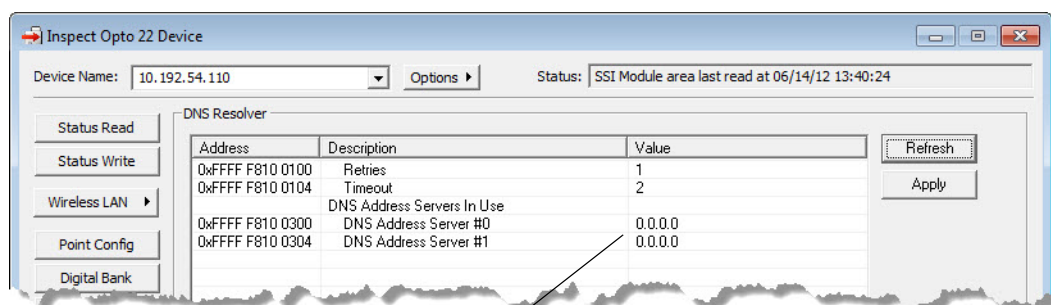 Inspect Opto 22 Device
Device Name: 10.192.54.110 Options Status: SSI Module area last read at 06/14/12 13:40:24
Status Read
Status Write
Wireless LAN
Point Config
Digital Bank
DNS Resolver
Address Description Value
0xFFFF F810 0100 Retries 1
0xFFFF F810 0104 Timeout 2
DNS Address Servers In Use
0xFFFF F810 0300 DNS Address Server #0 0.0.0.0
0xFFFF F810 0304 DNS Address Server #1 0.0.0.0
Refresh
Apply